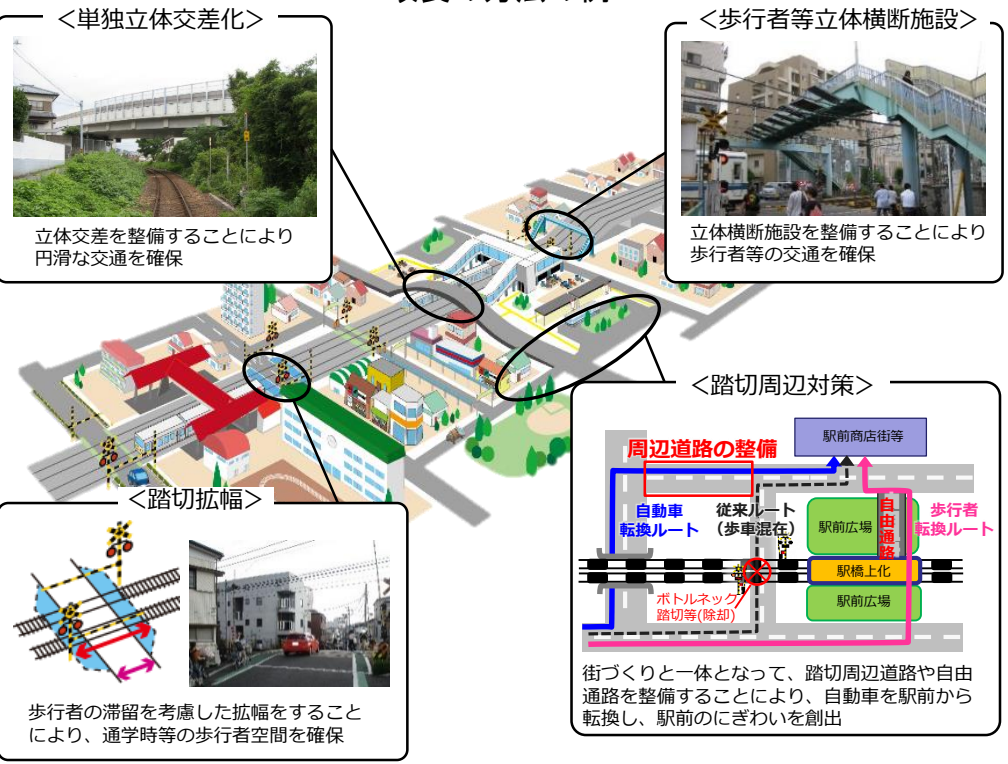 <単独立体交差化>
立体交差を整備することにより
円滑な交通を確保
<歩行者等立体横断施設>
立体横断施設を整備することにより
歩行者等の交通を確保
<踏切拡幅>
歩行者の滞留を考慮した拡幅をすること
により、通学時等の歩行者空間を確保
<踏切周辺対策>
駅前商店街等
周辺道路の整備
自動車
転換ルート
従来ルート
(歩車混在)
駅前広場
自由通路
歩行者
転換ルート
駅橋上化
ボトルネック
踏切等(除却)
駅前広場
街づくりと一体となって、踏切周辺道路や自由
通路を整備することにより、自動車を駅前から
転換し、駅前のにぎわいを創出